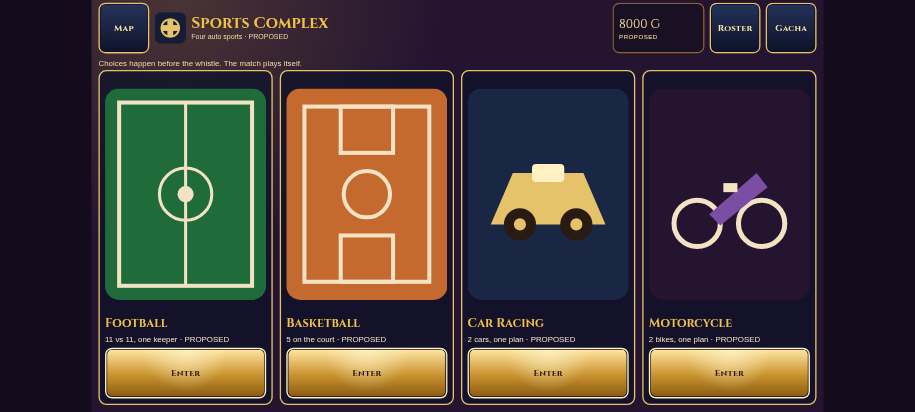 Map
Sports Complex
Four auto sports · PROPOSED
8000 G
PROPOSED
Roster
Gacha
Choices happen before the whistle. The match plays itself.
Football
11 vs 11, one keeper · PROPOSED
Enter
Basketball
5 on the court · PROPOSED
Enter
Car Racing
2 cars, one plan · PROPOSED
Enter
Motorcycle
2 bikes, one plan · PROPOSED
Enter